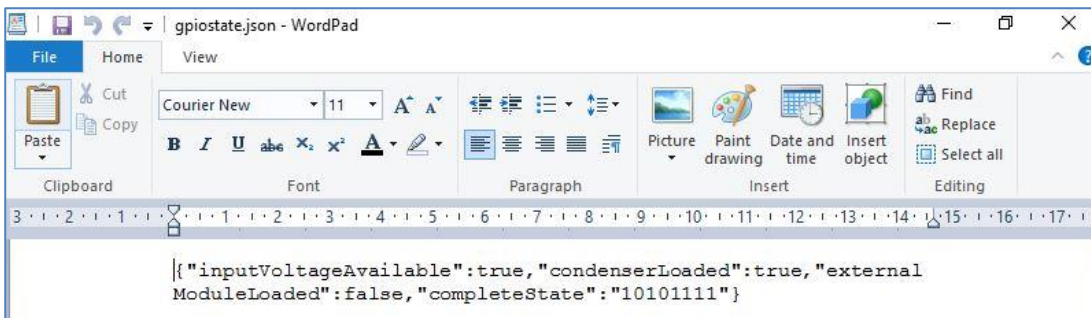 gpiostate.json - WordPad
File Home View
Cut
Copy
Paste
Courier New 11 A A
B I U abc X₂ X² A
Picture
Paint drawing
Date and time
Insert object
Find
Replace
Select all
Clipboard Font Paragraph Insert Editing
3 · 2 · 1 · 1 · 2 · 3 · 4 · 5 · 6 · 7 · 8 · 9 · 10 · 11 · 12 · 13 · 14 · 15 · 16 · 17
{"inputVoltageAvailable":true,"condenserLoaded":true,"external
ModuleLoaded":false,"completeState":"10101111"}